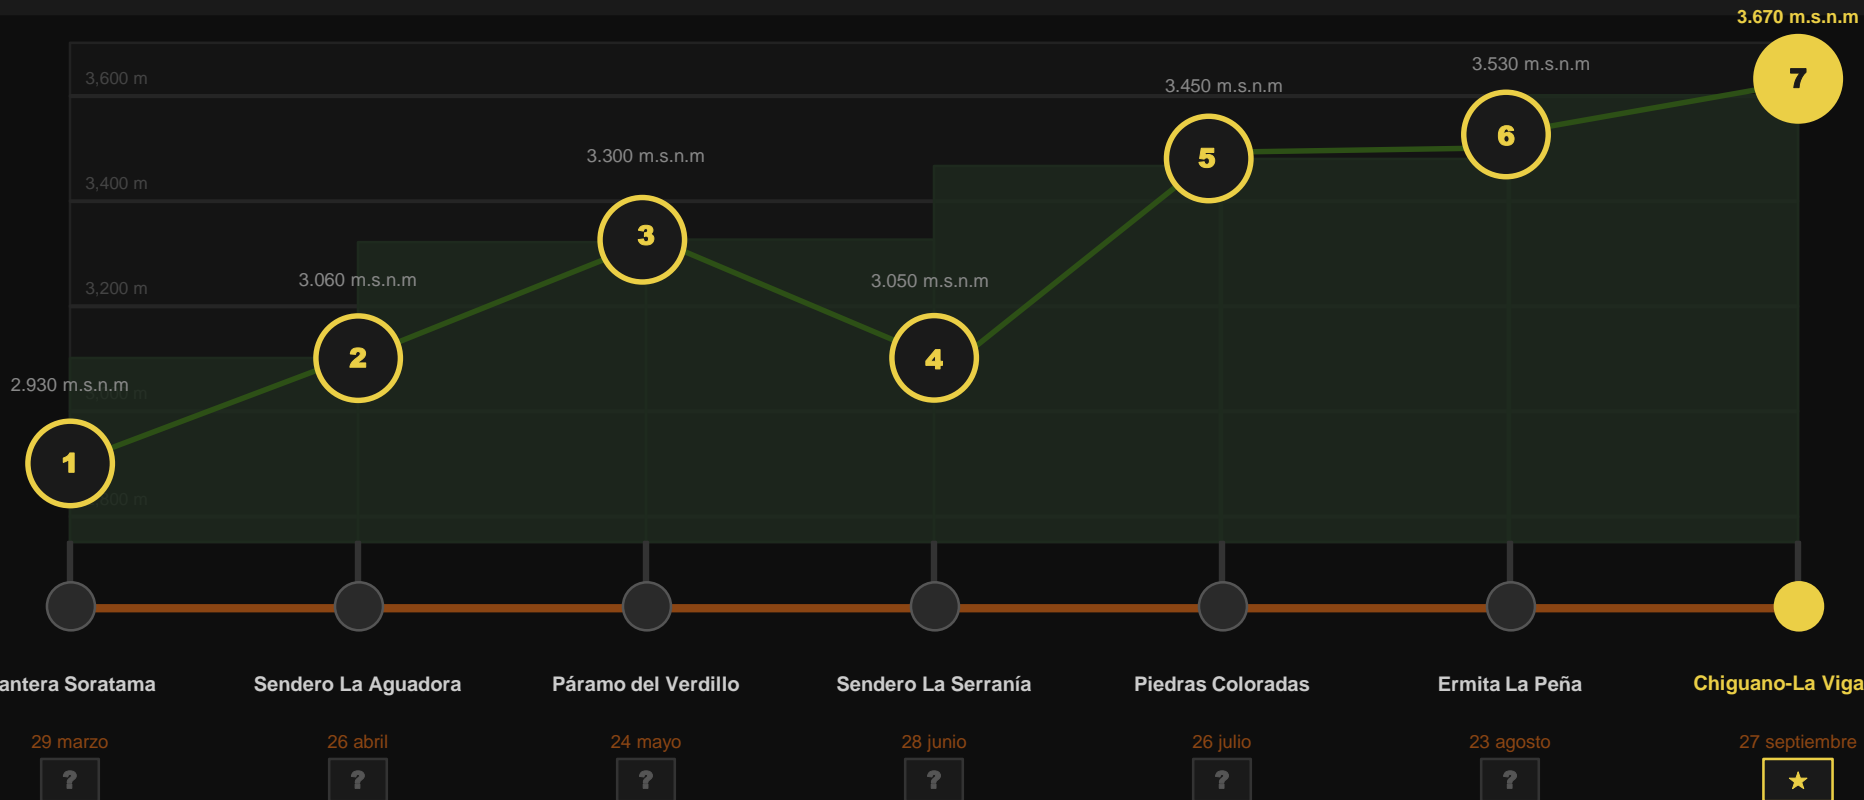 3.670 m.s.n.m
7
3,600 m
3.530 m.s.n.m
3.450 m.s.n.m
6
5
3.300 m.s.n.m
3,400 m
3
3.060 m.s.n.m
3.050 m.s.n.m
3,200 m
2
4
2.930 m.s.n.m
1
antera Soratama
Sendero La Aguadora
Páramo del Verdillo
Sendero La Serranía
Piedras Coloradas
Ermita La Peña
Chiguano-La Viga
29 marzo
26 abril
24 mayo
28 junio
26 julio
23 agosto
27 septiembre
?
?
?
?
?
?